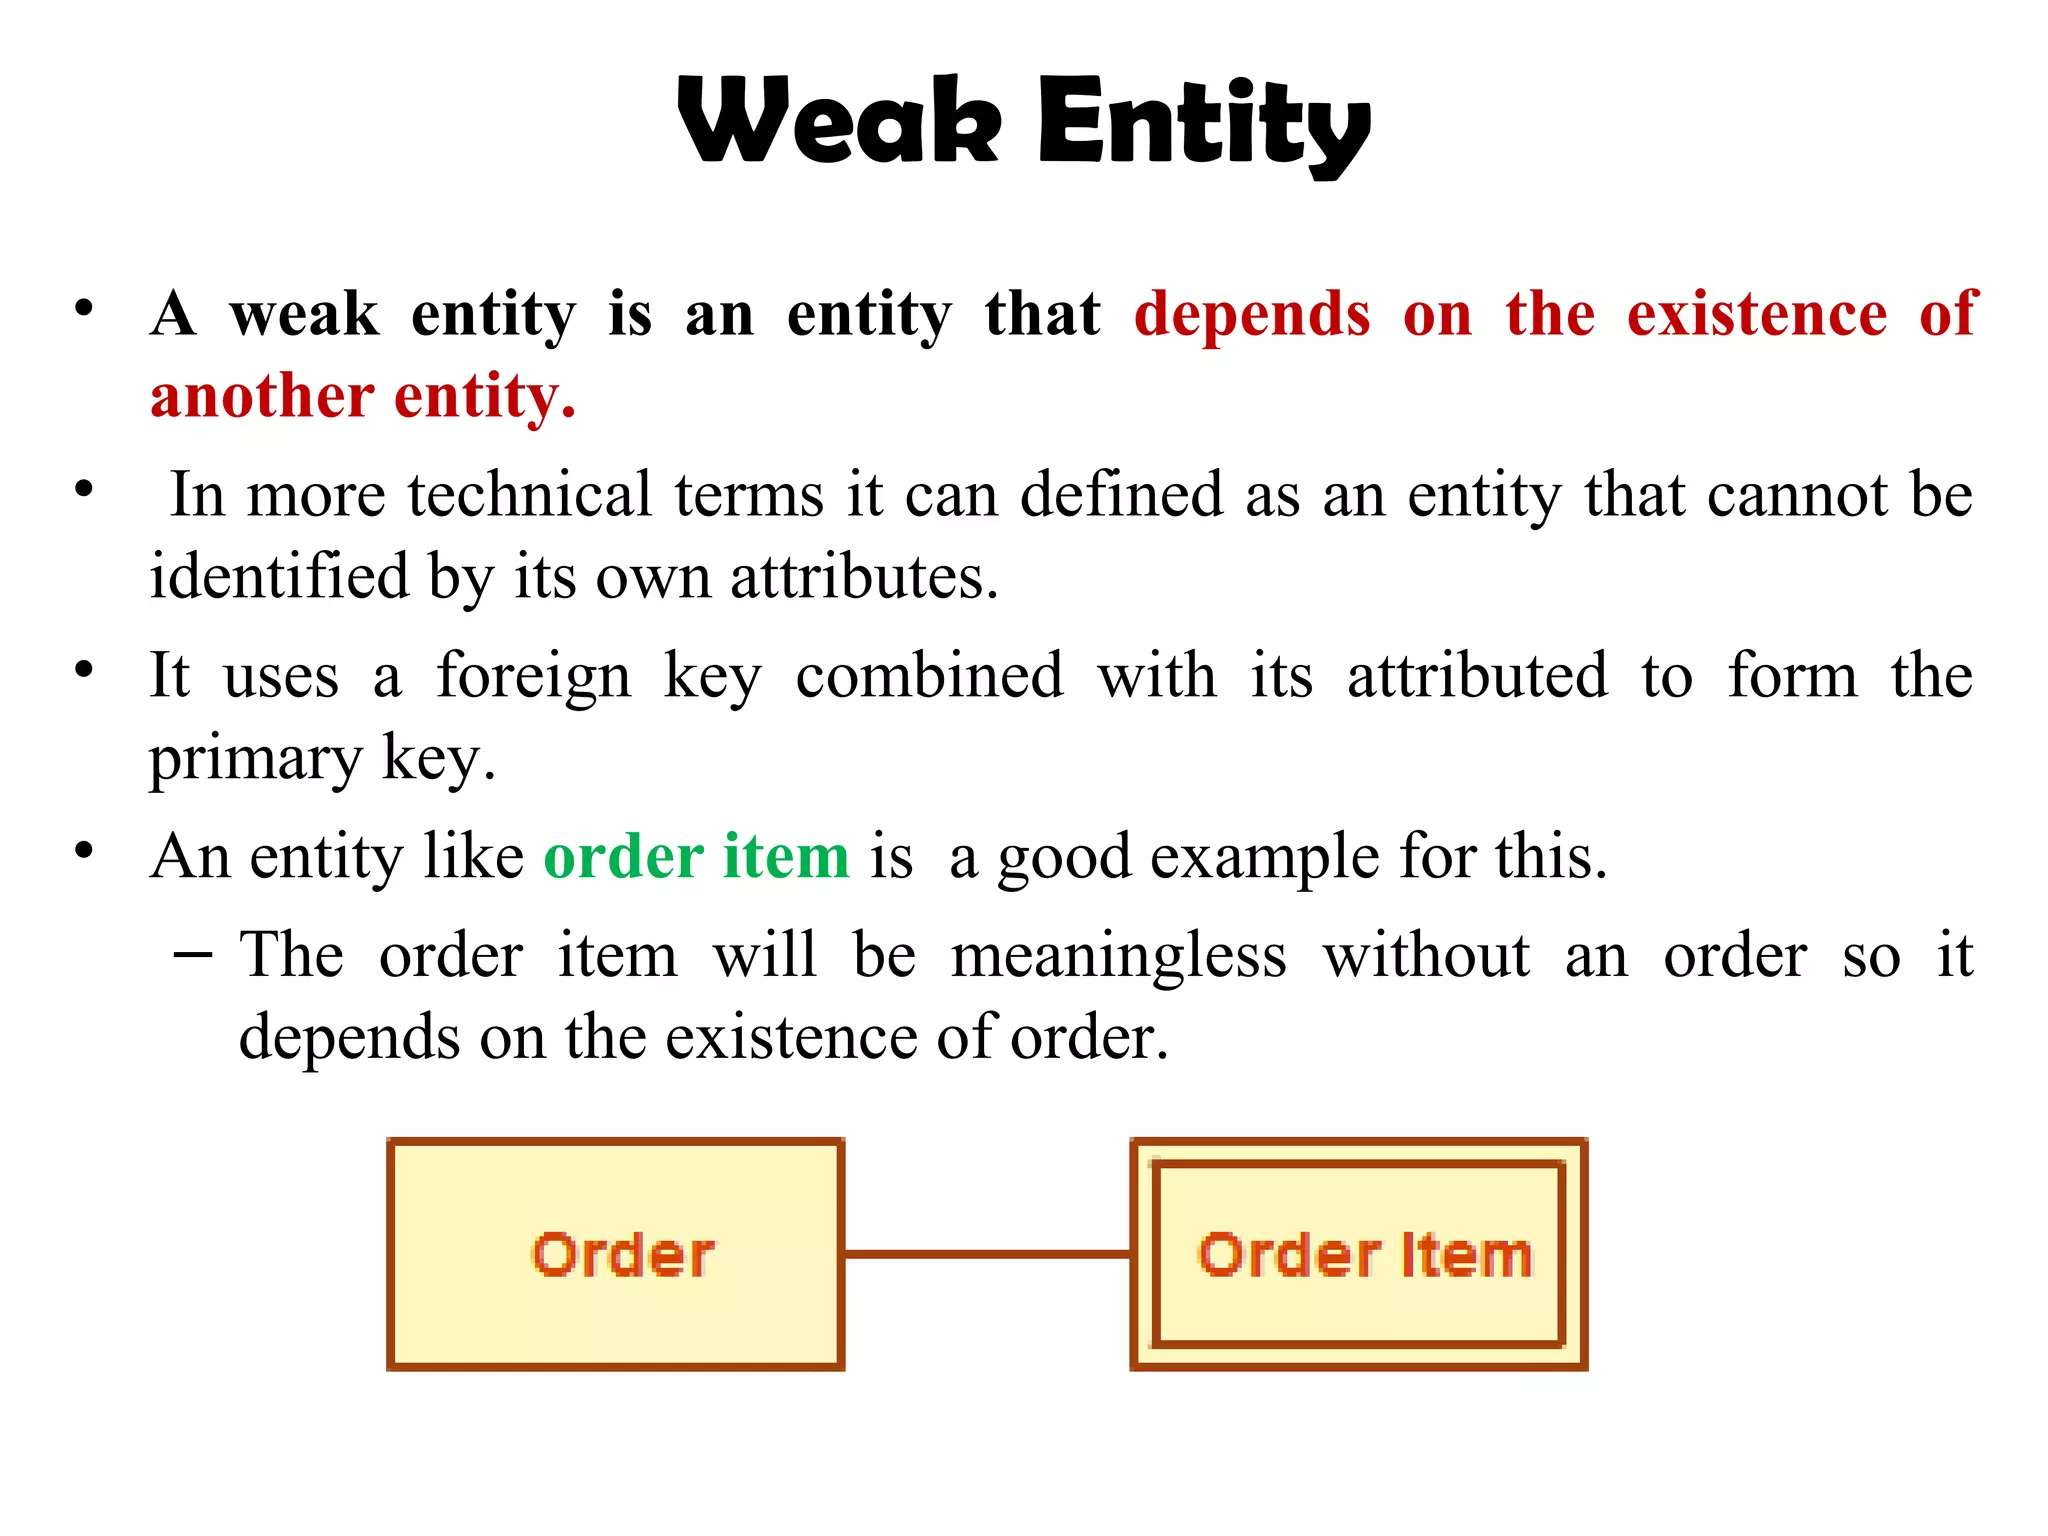 Weak Entity
• A weak entity is an entity that depends on the existence of
another entity.
• In more technical terms it can defined as an entity that cannot be
identified by its own attributes.
• It uses a foreign key combined with its attributed to form the
primary key.
• An entity like order item is a good example for this.
– The order item will be meaningless without an order so it
depends on the existence of order.
Order
Order Item